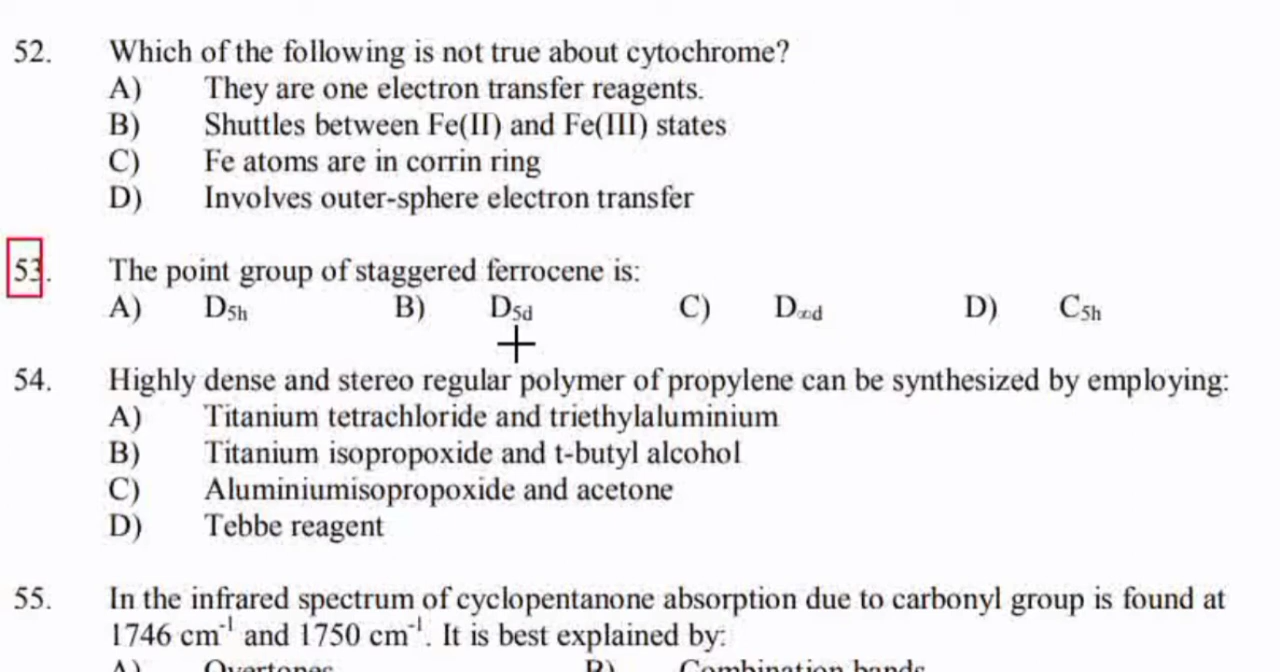 52. Which of the following is not true about cytochrome?
A) They are one electron transfer reagents.
B) Shuttles between Fe(II) and Fe(III) states
C) Fe atoms are in corrin ring
D) Involves outer-sphere electron transfer
53. The point group of staggered ferrocene is:
A) D5h B) D5d C) D∞d D) C5h
54. Highly dense and stereo regular polymer of propylene can be synthesized by employing:
A) Titanium tetrachloride and triethylaluminium
B) Titanium isopropoxide and t-butyl alcohol
C) Aluminiumisopropoxide and acetone
D) Tebbe reagent
55. In the infrared spectrum of cyclopentanone absorption due to carbonyl group is found at
1746 cm⁻¹ and 1750 cm⁻¹. It is best explained by:
A) Overtones B) Combination bands